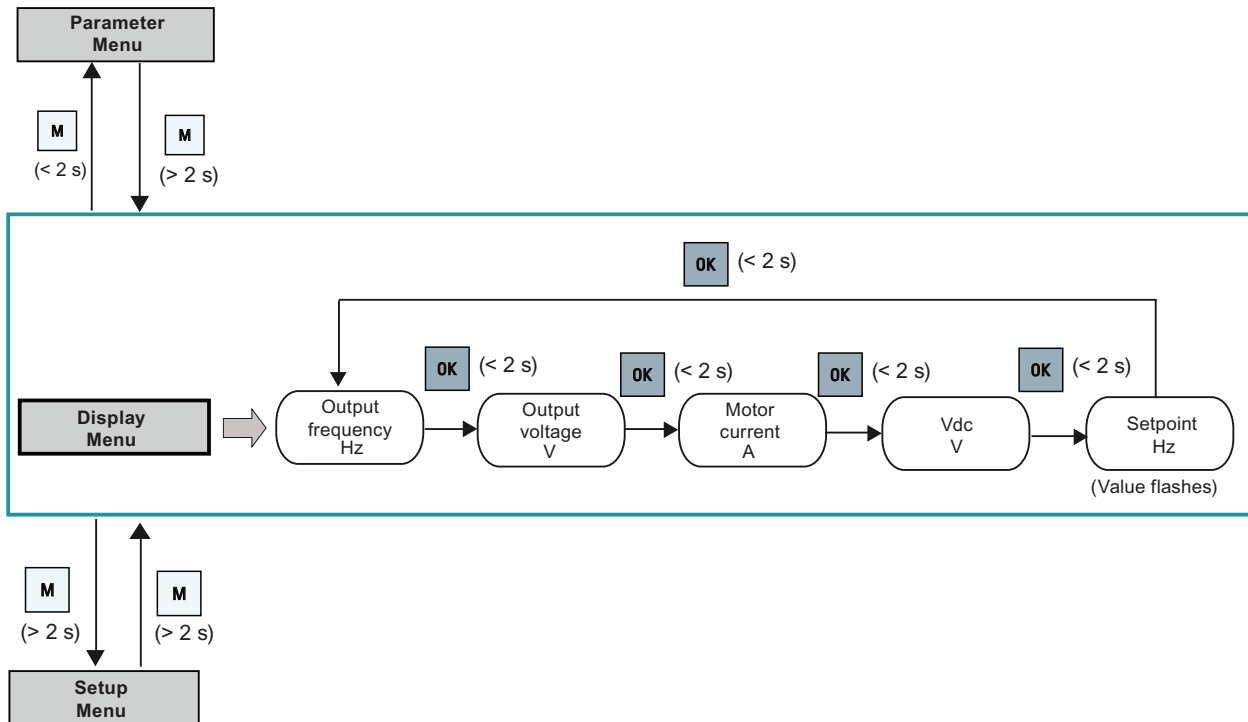 Parameter
Menu
M
(< 2 s)
M
(> 2 s)
OK (< 2 s)
OK (< 2 s)
OK (< 2 s)
OK (< 2 s)
OK (< 2 s)
Display
Menu
Output
frequency
Hz
Output
voltage
V
Motor
current
A
Vdc
V
Setpoint
Hz
(Value flashes)
M
(> 2 s)
M
(> 2 s)
Setup
Menu